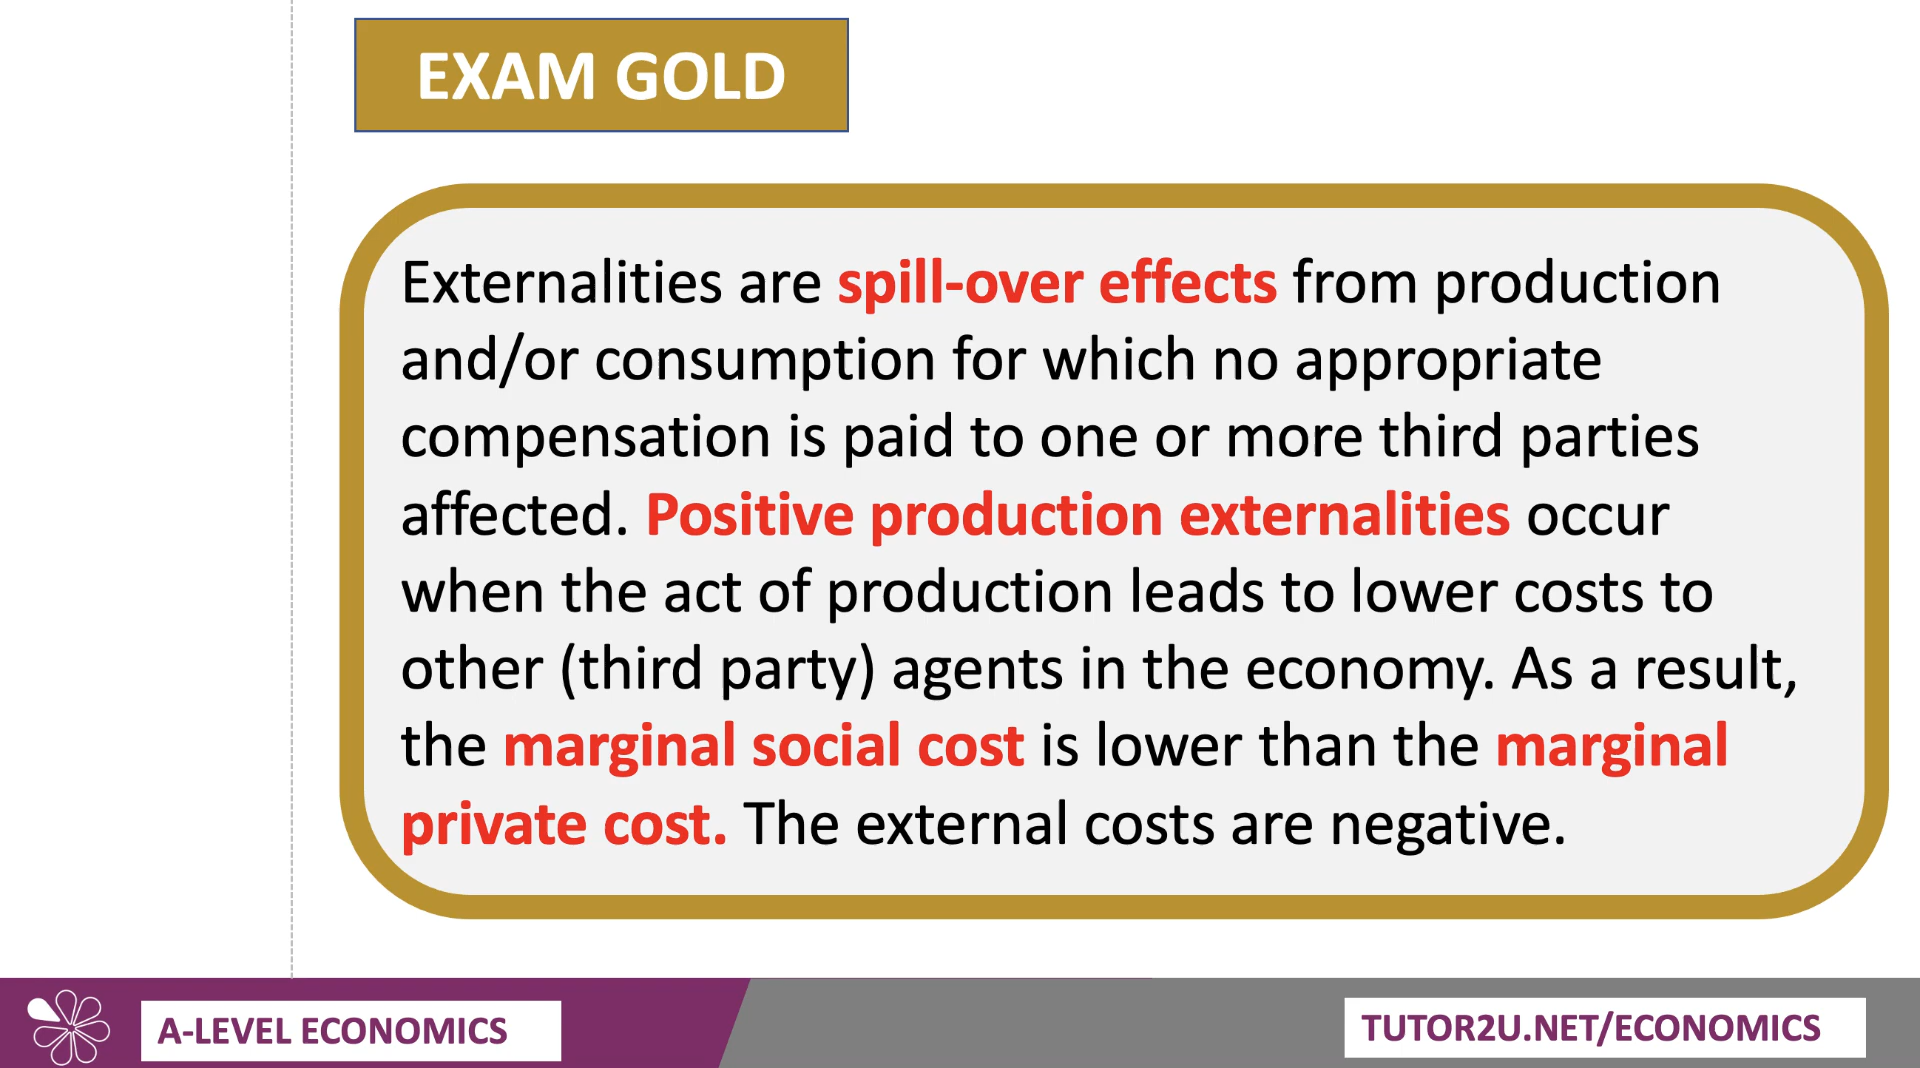 EXAM GOLD
Externalities are spill-over effects from production
and/or consumption for which no appropriate
compensation is paid to one or more third parties
affected. Positive production externalities occur
when the act of production leads to lower costs to
other (third party) agents in the economy. As a result,
the marginal social cost is lower than the marginal
private cost. The external costs are negative.
A-LEVEL ECONOMICS
TUTOR2U.NET/ECONOMICS